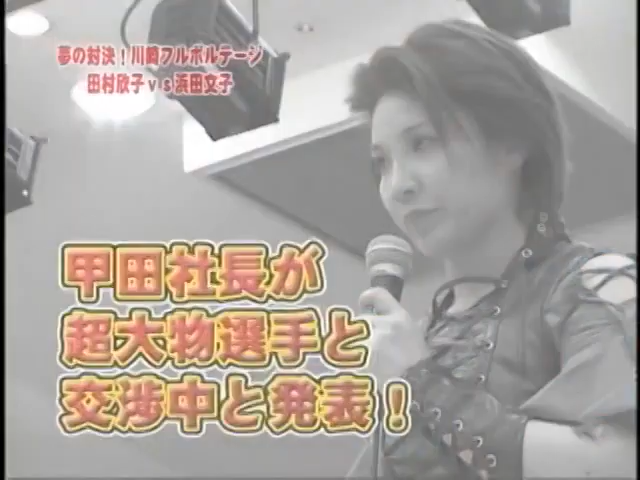 夢の対決！川崎フルボルテージ
田村欣子ｖｓ浜田文子
甲田社長が
超大物選手と
交渉中と発表！